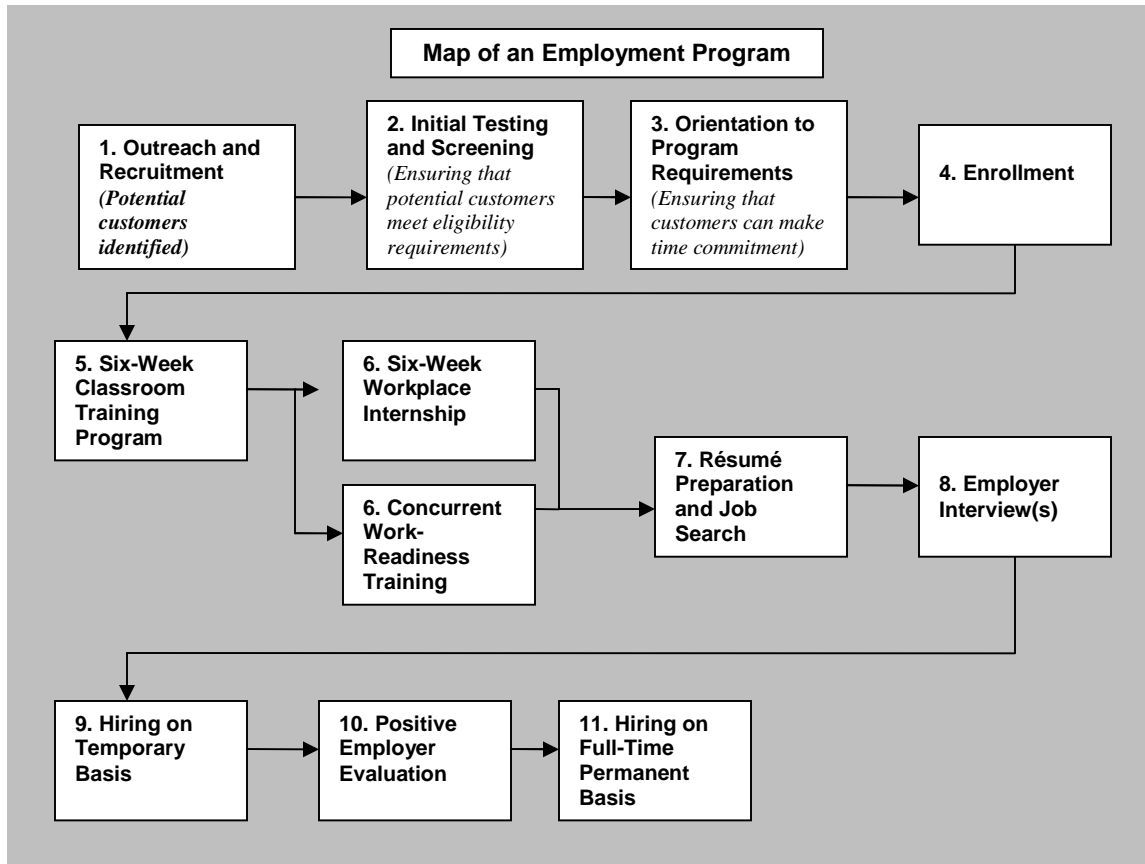 Map of an Employment Program
1. Outreach and
Recruitment
(Potential
customers
identified)
2. Initial Testing
and Screening
(Ensuring that
potential customers
meet eligibility
requirements)
3. Orientation to
Program
Requirements
(Ensuring that
customers can make
time commitment)
4. Enrollment
5. Six-Week
Classroom
Training
Program
6. Six-Week
Workplace
Internship
6. Concurrent
Work-
Readiness
Training
7. Résumé
Preparation
and Job
Search
8. Employer
Interview(s)
9. Hiring on
Temporary
Basis
10. Positive
Employer
Evaluation
11. Hiring on
Full-Time
Permanent
Basis